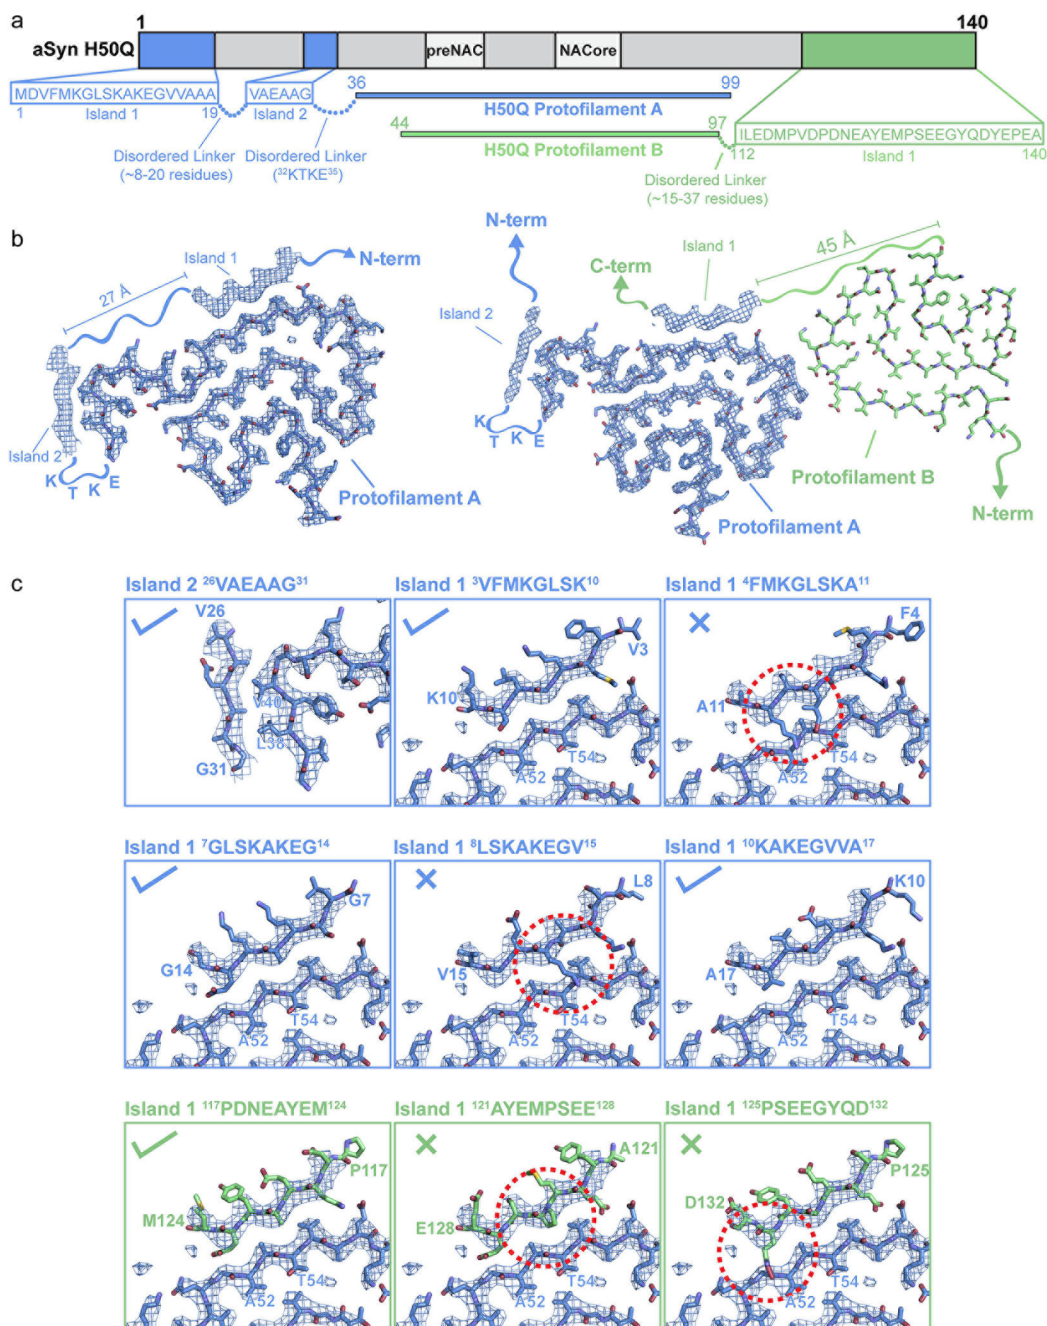 a
1
140
aSyn H50Q
preNAC
NACore
MDVFMKGLSKAKEGVVAAA
VAEAAG
36
99
1
Island 1
19
Island 2
H50Q Protofilament A
44
97
ILEDMPVDPDNEAYEMPSEEGYQDYEPEA
H50Q Protofilament B
112
Island 1
140
Disordered Linker
(~8-20 residues)
Disordered Linker
(³²KTKE³⁵)
Disordered Linker
(~15-37 residues)
b
Island 1
N-term
27 Å
Island 2
K T K E
Protofilament A
N-term
C-term
Island 1
45 Å
Island 2
K T K E
Protofilament A
Protofilament B
N-term
c
Island 2 ²⁶VAEAAG³¹
V26
V40
L38
G31
Island 1 ³VFMKGLSK¹⁰
V3
K10
T54
A52
Island 1 ⁴FMKGLSKA¹¹
F4
A11
T54
A52
Island 1 ⁷GLSKAKEG¹⁴
G7
G14
T54
A52
Island 1 ⁸LSKAKEGV¹⁵
L8
V15
T54
A52
Island 1 ¹⁰KAKEGVVA¹⁷
K10
A17
T54
A52
Island 1 ¹¹⁷PDNEAYEM¹²⁴
P117
M124
T54
A52
Island 1 ¹²¹AYEMPSEE¹²⁸
A121
E128
T54
A52
Island 1 ¹²⁵PSEEGYQD¹³²
P125
D132
T54
A52